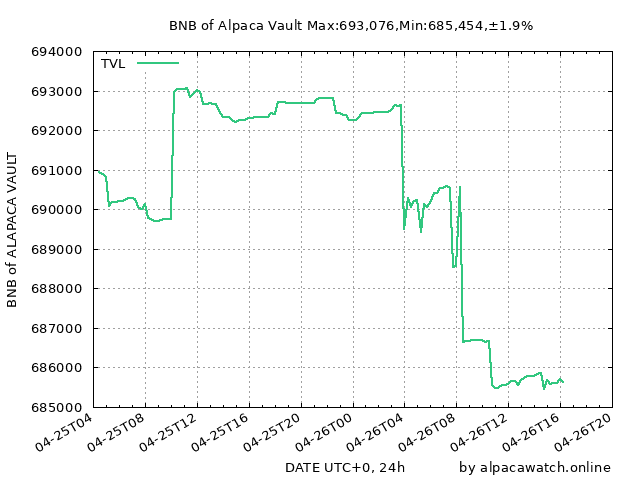 BNB of Alpaca Vault Max:693,076,Min:685,454,±1.9%
694000
693000
692000
691000
690000
689000
688000
687000
686000
685000
TVL
BNB of ALAPACA VAULT
04-25T04
04-25T08
04-25T12
04-25T16
04-25T20
04-26T00
04-26T04
04-26T08
04-26T12
04-26T16
04-26T20
DATE UTC+0, 24h
by alpacawatch.online